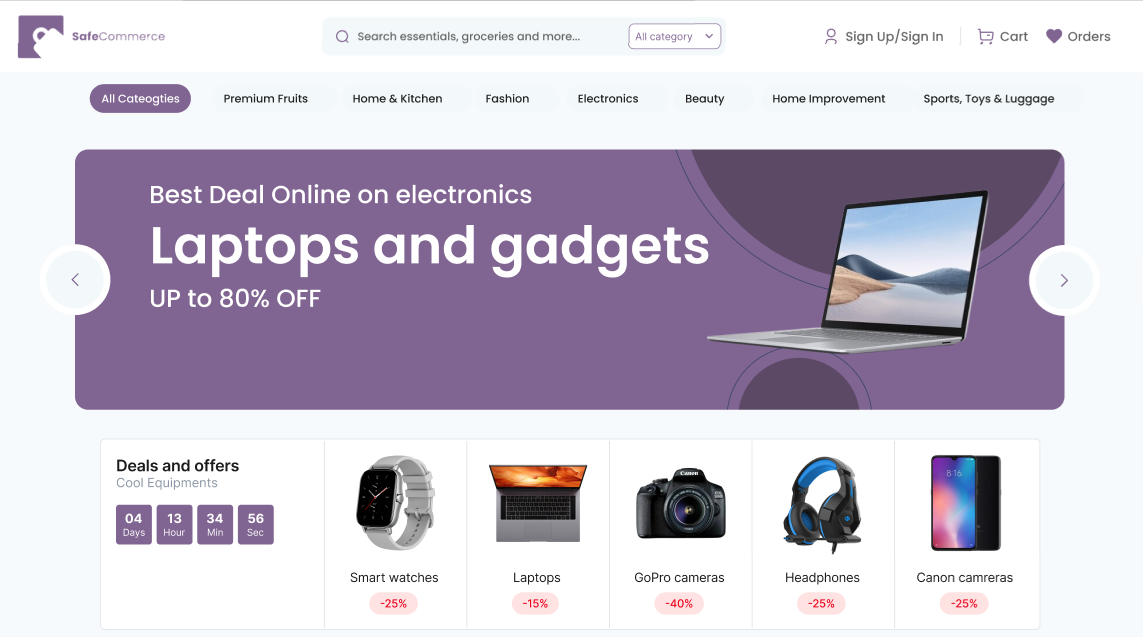 SafeCommerce
Search essentials, groceries and more...
All category
Sign Up/Sign In
Cart
Orders
All Cateogties
Premium Fruits
Home & Kitchen
Fashion
Electronics
Beauty
Home Improvement
Sports, Toys & Luggage
Best Deal Online on electronics
Laptops and gadgets
UP to 80% OFF
Deals and offers
Cool Equipments
04 13 34 56
Days Hour Min Sec
Canon
8:16
Smart watches
Laptops
GoPro cameras
Headphones
Canon camreras
-25%
-15%
-40%
-25%
-25%